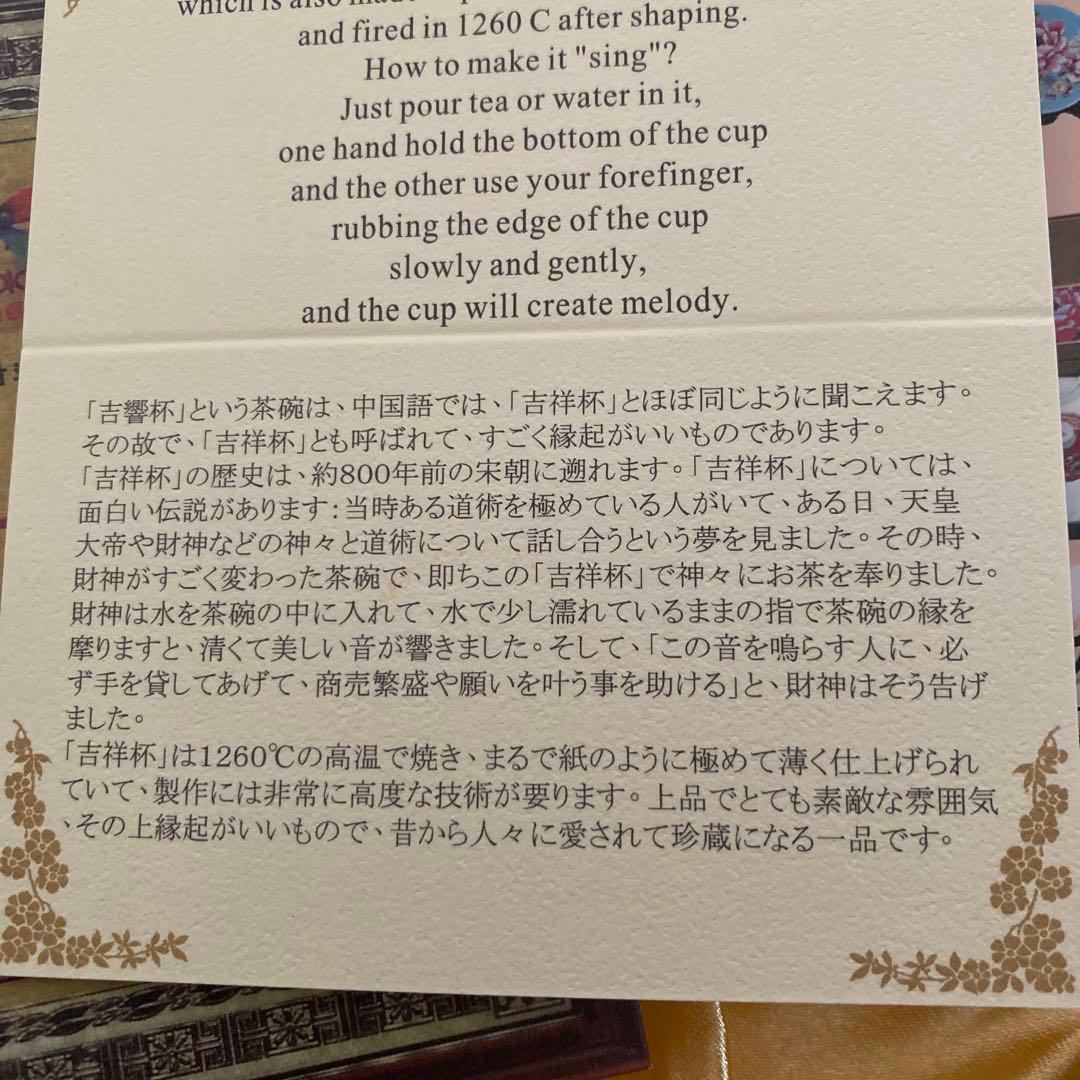 which is also
and fired in 1260 C after shaping.
How to make it "sing"?
Just pour tea or water in it,
one hand hold the bottom of the cup
and the other use your forefinger,
rubbing the edge of the cup
slowly and gently,
and the cup will create melody.
「吉響杯」という茶碗は、中国語では、「吉祥杯」とほぼ同じように聞こえます。
その故で、「吉祥杯」とも呼ばれて、すごく縁起がいいものであります。
「吉祥杯」の歴史は、約800年前の宋朝に遡れます。「吉祥杯」については、
面白い伝説があります：当時ある道術を極めている人がいて、ある日、天皇
大帝や財神などの神々と道術について話し合うという夢を見ました。その時、
財神がすごく変わった茶碗で、即ちこの「吉祥杯」で神々にお茶を奉りました。
財神は水を茶碗の中に入れて、水で少し濡れているままの指で茶碗の縁を
摩りますと、清くて美しい音が響きました。そして、「この音を鳴らす人に、必
ず手を貸してあげて、商売繁盛や願いを叶う事を助ける」と、財神はそう告げ
ました。
「吉祥杯」は1260℃の高温で焼き、まるで紙のように極めて薄く仕上げられ
ていて、製作には非常に高度な技術が要ります。上品でとても素敵な雰囲気
、その上縁起がいいもので、昔から人々に愛されて珍蔵になる一品です。